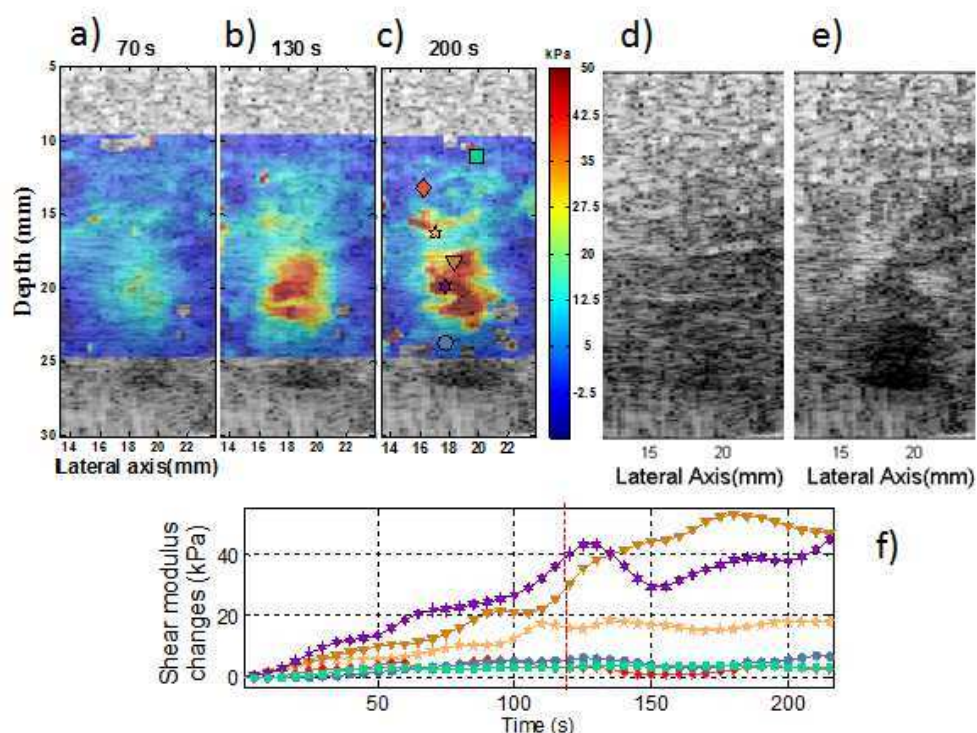 a) b) c) d) e)
70 s 130 s 200 s
kPa
Depth (mm)
5
10
15
20
25
30
50
42.5
35
27.5
20
12.5
5
-2.5
14 16 18 20 22
14 16 18 20 22
14 16 18 20 22
Lateral axis(mm)
15 20
Lateral Axis(mm)
15 20
Lateral Axis(mm)
f)
Shear modulus
changes (kPa)
40
20
0
50 100 150 200
Time (s)